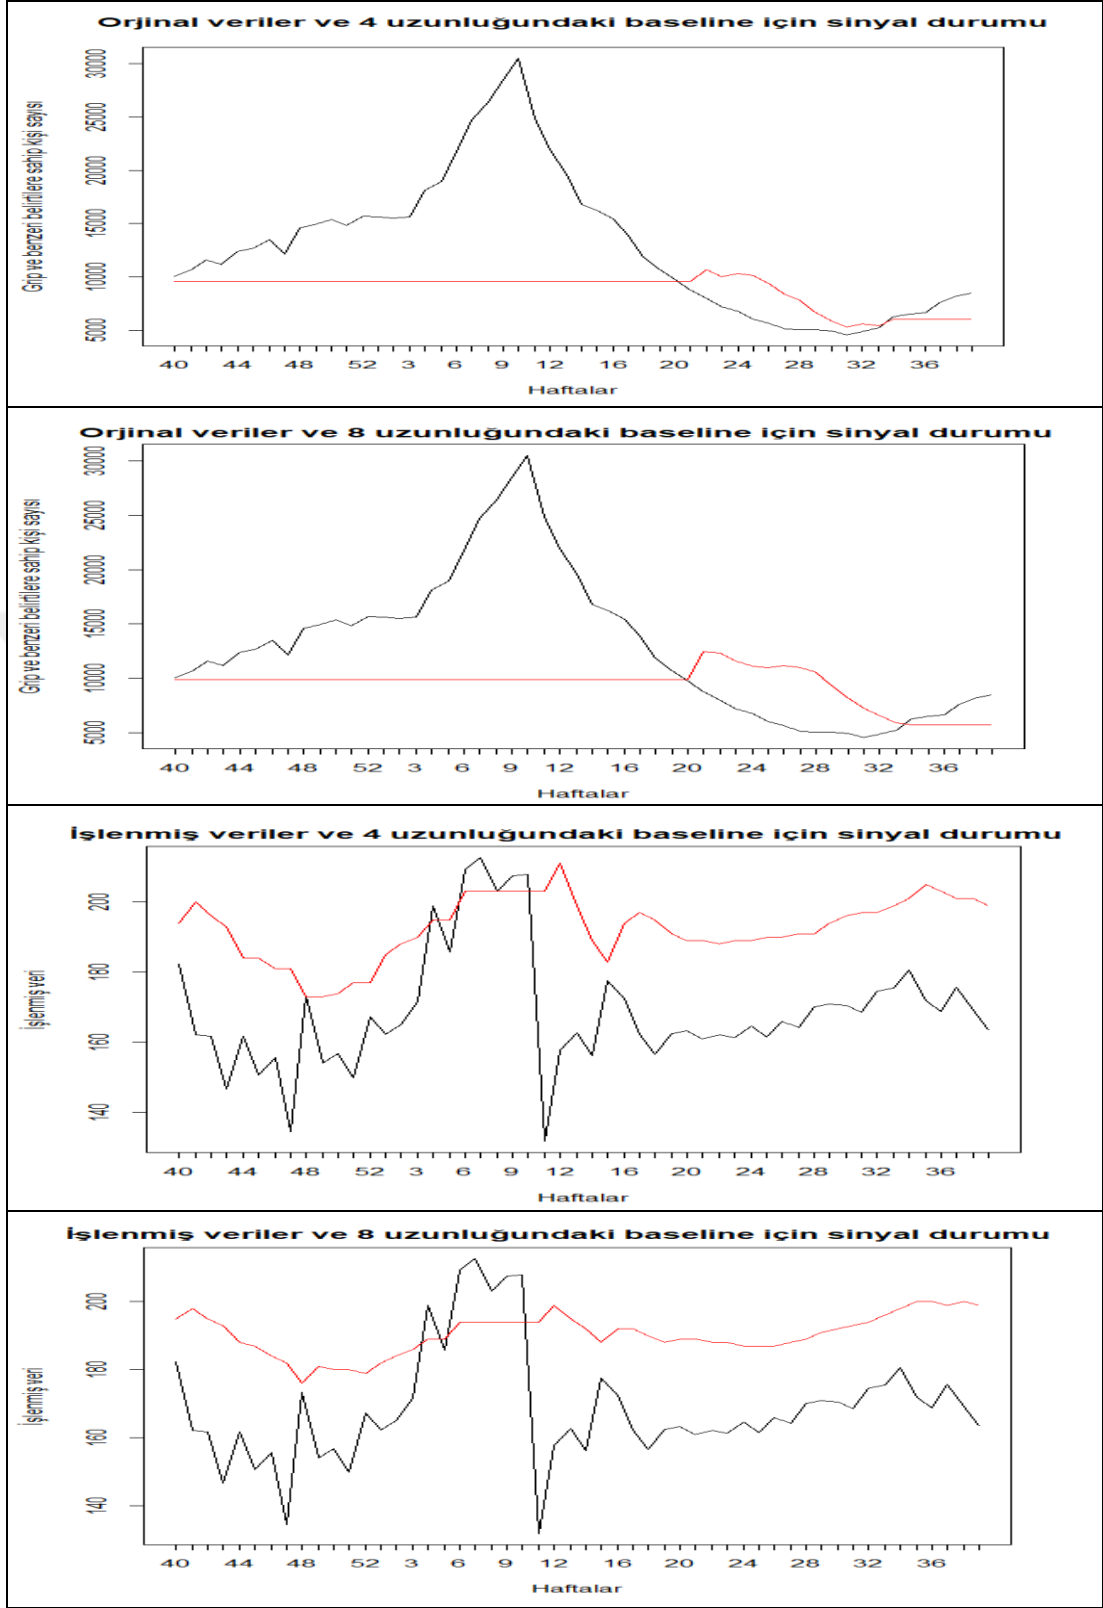 Orjinal veriler ve 4 uzunluğundaki baseline için sinyal durumu
Grip ve benzeri belirtilere sahip kişi sayısı
30000
25000
20000
15000
10000
5000
40 44 48 52 3 6 9 12 16 20 24 28 32 36
Haftalar
Orjinal veriler ve 8 uzunluğundaki baseline için sinyal durumu
Grip ve benzeri belirtilere sahip kişi sayısı
30000
25000
20000
15000
10000
5000
40 44 48 52 3 6 9 12 16 20 24 28 32 36
Haftalar
İşlenmiş veriler ve 4 uzunluğundaki baseline için sinyal durumu
İşlenmiş veri
200
180
160
140
40 44 48 52 3 6 9 12 16 20 24 28 32 36
Haftalar
İşlenmiş veriler ve 8 uzunluğundaki baseline için sinyal durumu
İşlenmiş veri
200
180
160
140
40 44 48 52 3 6 9 12 16 20 24 28 32 36
Haftalar